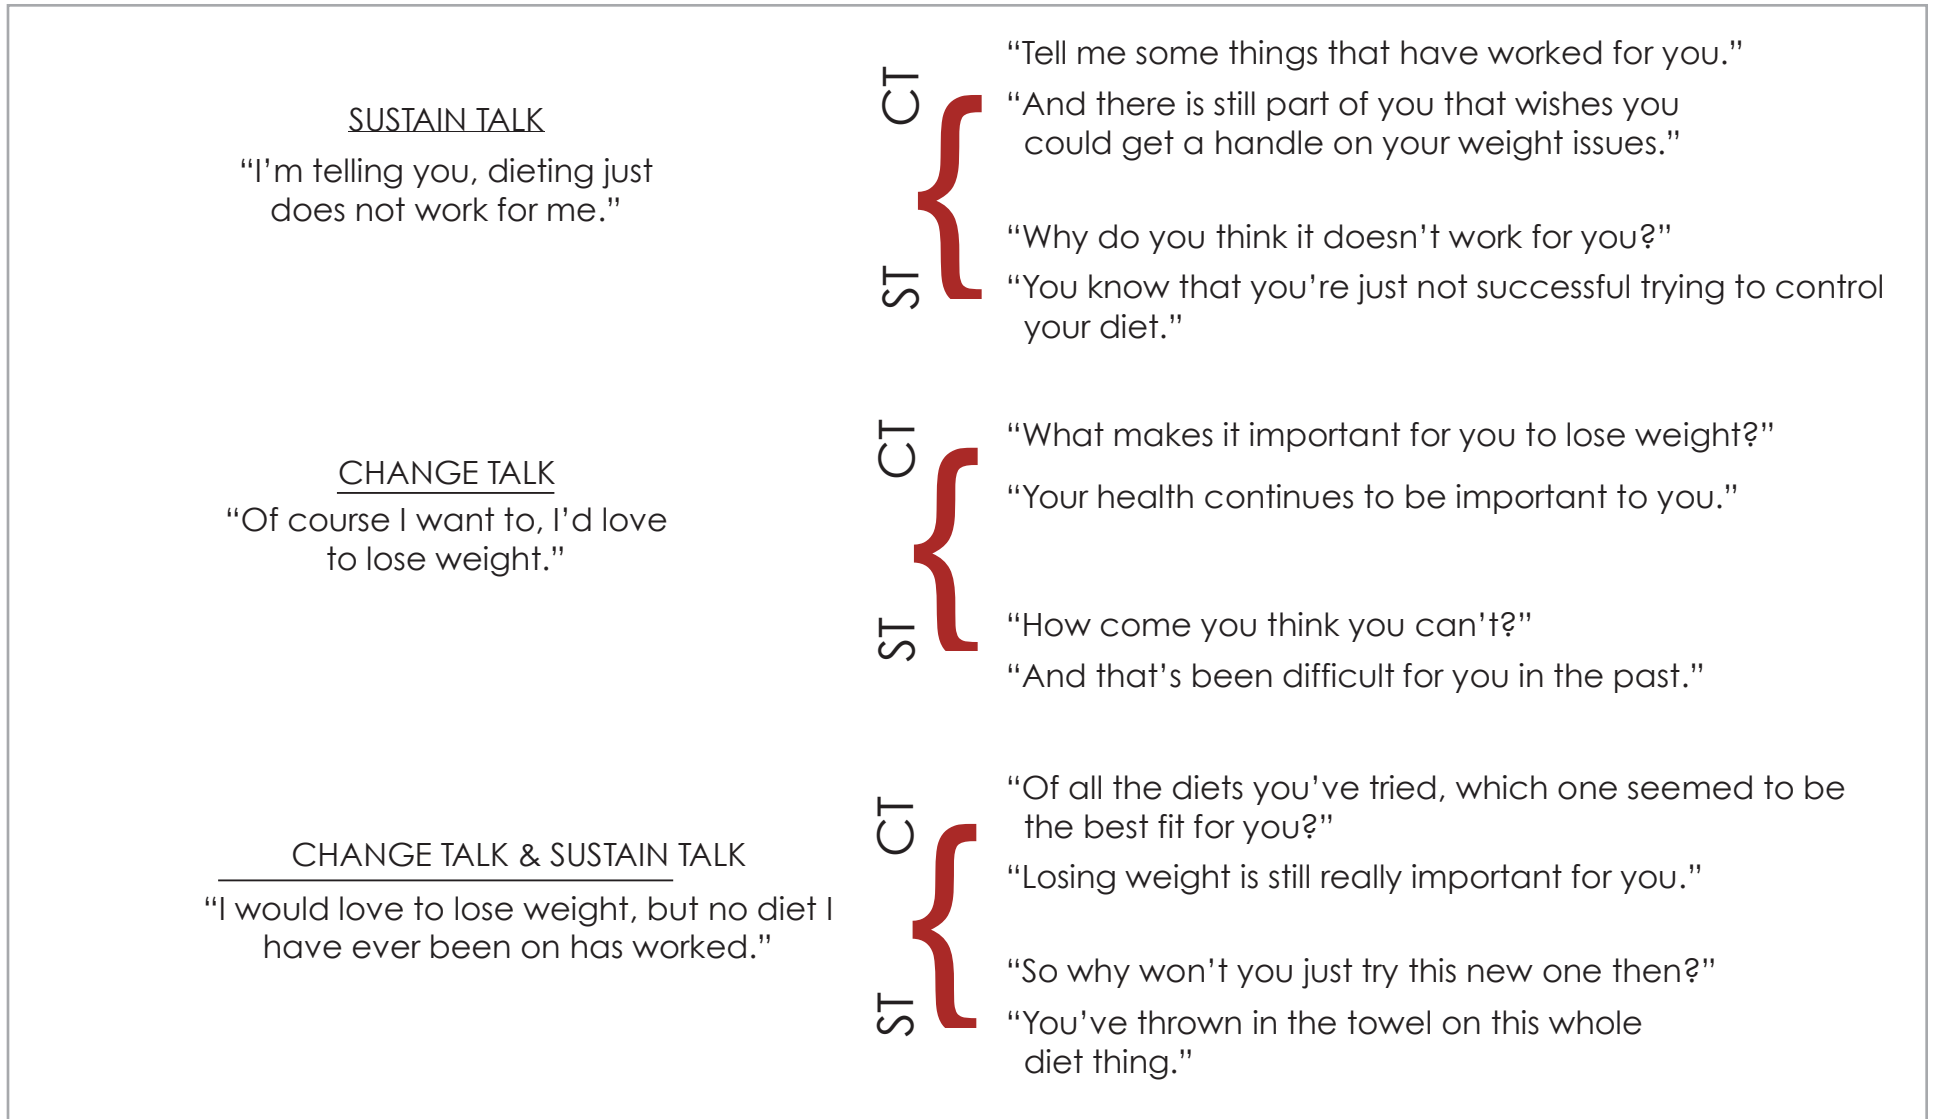 SUSTAIN TALK
“I’m telling you, dieting just
does not work for me.”
CT
ST
“Tell me some things that have worked for you.”
“And there is still part of you that wishes you
could get a handle on your weight issues.”
“Why do you think it doesn’t work for you?”
“You know that you’re just not successful trying to control
your diet.”
CHANGE TALK
“Of course I want to, I’d love
to lose weight.”
CT
ST
“What makes it important for you to lose weight?”
“Your health continues to be important to you.”
“How come you think you can’t?”
“And that’s been difficult for you in the past.”
CHANGE TALK & SUSTAIN TALK
“I would love to lose weight, but no diet I
have ever been on has worked.”
CT
ST
“Of all the diets you’ve tried, which one seemed to be
the best fit for you?”
“Losing weight is still really important for you.”
“So why won’t you just try this new one then?”
“You’ve thrown in the towel on this whole
diet thing.”